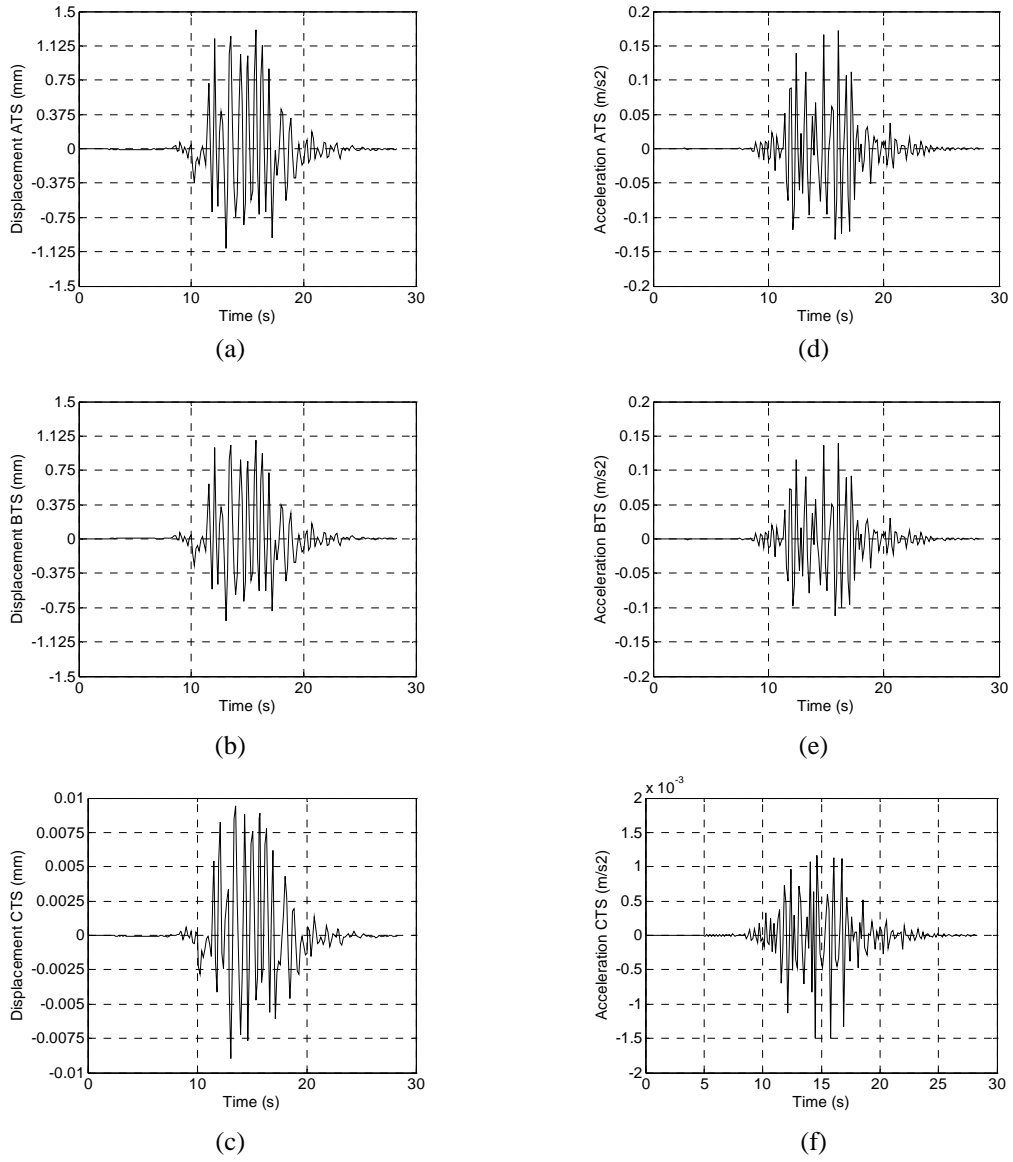 1.5
1.125
0.75
0.375
0
-0.375
-0.75
-1.125
-1.5
0 10 20 30
Displacement ATS (mm)
Time (s)
(a)
0.2
0.15
0.1
0.05
0
-0.05
-0.1
-0.15
-0.2
0 10 20 30
Acceleration ATS (m/s2)
Time (s)
(d)
1.5
1.125
0.75
0.375
0
-0.375
-0.75
-1.125
-1.5
0 10 20 30
Displacement BTS (mm)
Time (s)
(b)
0.2
0.15
0.1
0.05
0
-0.05
-0.1
-0.15
-0.2
0 10 20 30
Acceleration BTS (m/s2)
Time (s)
(e)
0.01
0.0075
0.005
0.0025
0
-0.0025
-0.005
-0.0075
-0.01
0 10 20 30
Displacement CTS (mm)
Time (s)
(c)
x 10-3
2
1.5
1
0.5
0
-0.5
-1
-1.5
-2
0 5 10 15 20 25 30
Acceleration CTS (m/s2)
Time (s)
(f)